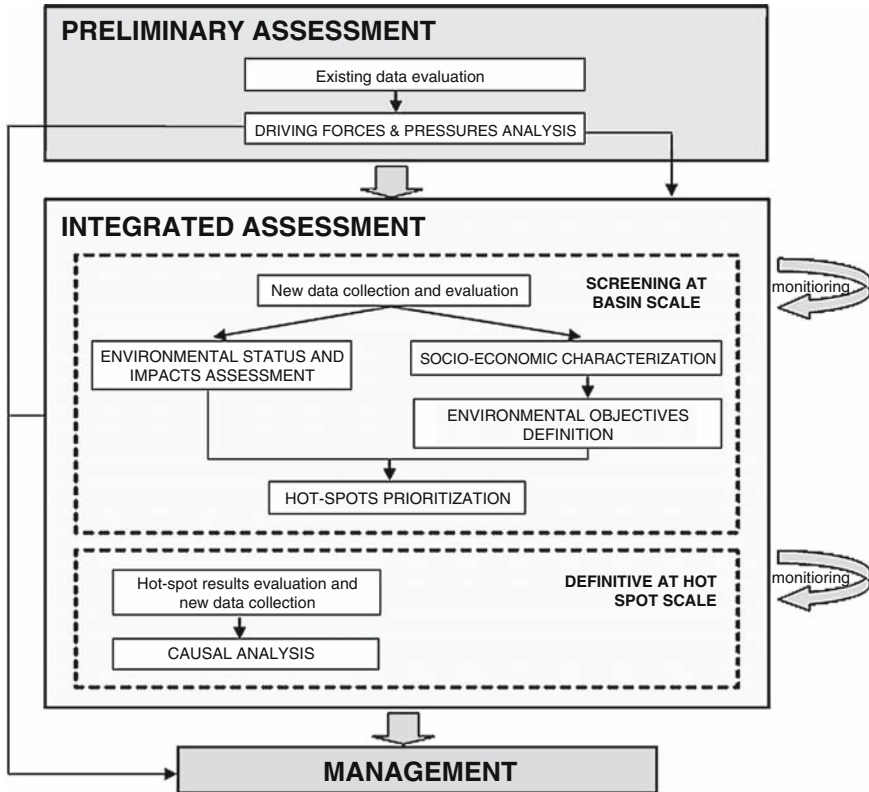 PRELIMINARY ASSESSMENT
Existing data evaluation
DRIVING FORCES & PRESSURES ANALYSIS
INTEGRATED ASSESSMENT
New data collection and evaluation
SCREENING AT
BASIN SCALE
monitoring
ENVIRONMENTAL STATUS AND
IMPACTS ASSESSMENT
SOCIO-ECONOMIC CHARACTERIZATION
ENVIRONMENTAL OBJECTIVES
DEFINITION
HOT-SPOTS PRIORITIZATION
Hot-spot results evaluation and
new data collection
DEFINITIVE AT HOT
SPOT SCALE
monitoring
CAUSAL ANALYSIS
MANAGEMENT